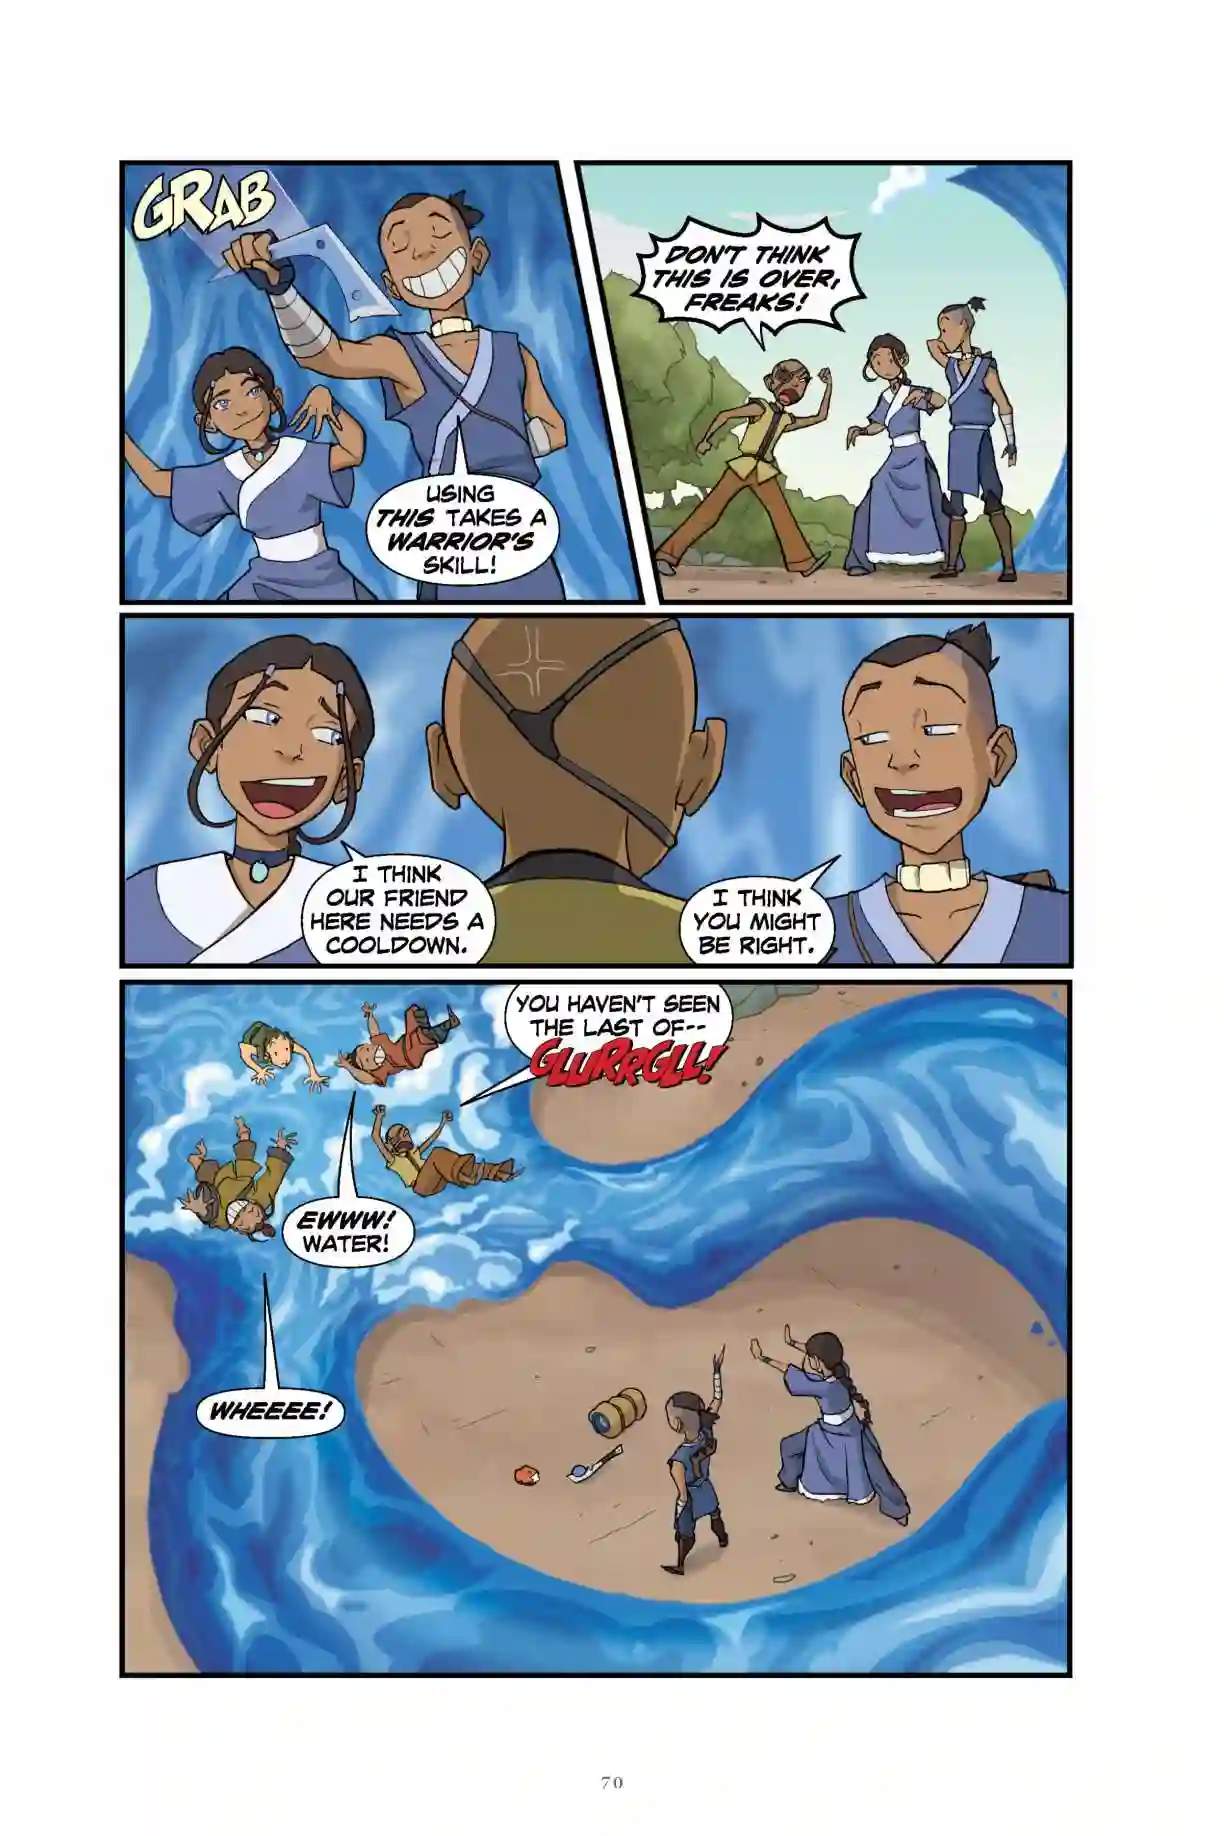 GRAB
USING
THIS TAKES A
WARRIOR'S
SKILL!
DON'T THINK
THIS IS OVER,
FREAKS!
I THINK
OUR FRIEND
HERE NEEDS A
COOLDOWN.
I THINK
YOU MIGHT
BE RIGHT.
YOU HAVEN'T SEEN
THE LAST OF--
GLURRGLL!
EWWW!
WATER!
WHEEEE!
70